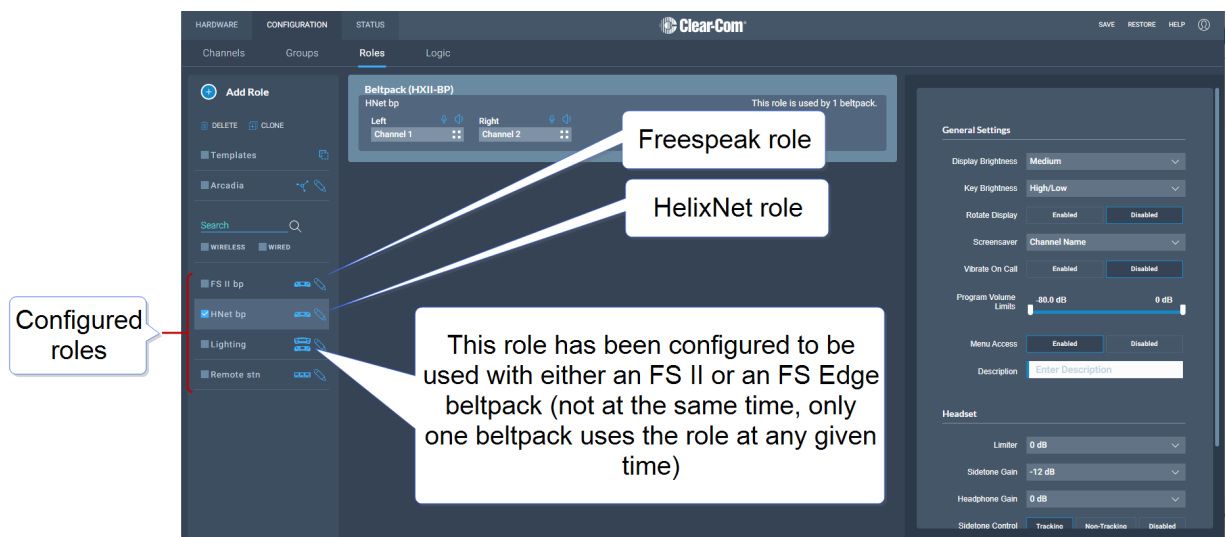 HARDWARE CONFIGURATION STATUS Clear-Com SAVE RESTORE HELP
Channels Groups Roles Logic
Add Role
DELETE CLONE
Templates
Arcadia
Search
WIRELESS WIRED
FS II bp
HNet bp
Lighting
Remote stn
Configured
roles
Beltpack (HXII-BP)
HNet bp This role is used by 1 beltpack.
Left Right
Channel 1 Channel 2
Freespeak role
HelixNet role
This role has been configured to be
used with either an FS II or an FS Edge
beltpack (not at the same time, only
one beltpack uses the role at any given
time)
General Settings
Display Brightness Medium
Key Brightness High/Low
Rotate Display Enabled Disabled
Screensaver Channel Name
Vibrate On Call Enabled Disabled
Program Volume
Limits -80.0 dB 0 dB
Menu Access Enabled Disabled
Description Enter Description
Headset
Limiter 0 dB
Sidetone Gain -12 dB
Headphone Gain 0 dB
Sidetone Control Tracking Non-Tracking Disabled